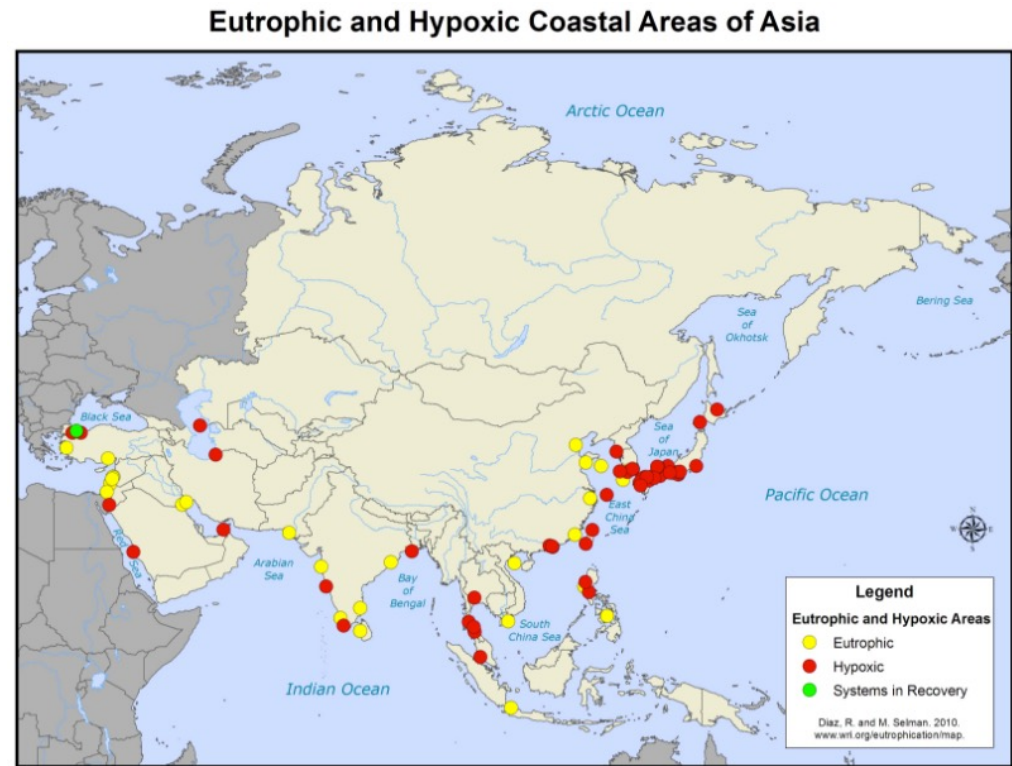 Eutrophic and Hypoxic Coastal Areas of Asia
Arctic Ocean
Bering Sea
Sea
of
Okhotsk
Black Sea
Sea
of
Japan
Pacific Ocean
East
China
Sea
Red Sea
Arabian
Sea
Bay
of
Bengal
South
China Sea
Indian Ocean
N
W
E
S
Legend
Eutrophic and Hypoxic Areas
Eutrophic
Hypoxic
Systems in Recovery
Diaz, R. and M. Selman. 2010.
www.wri.org/eutrophication/map.